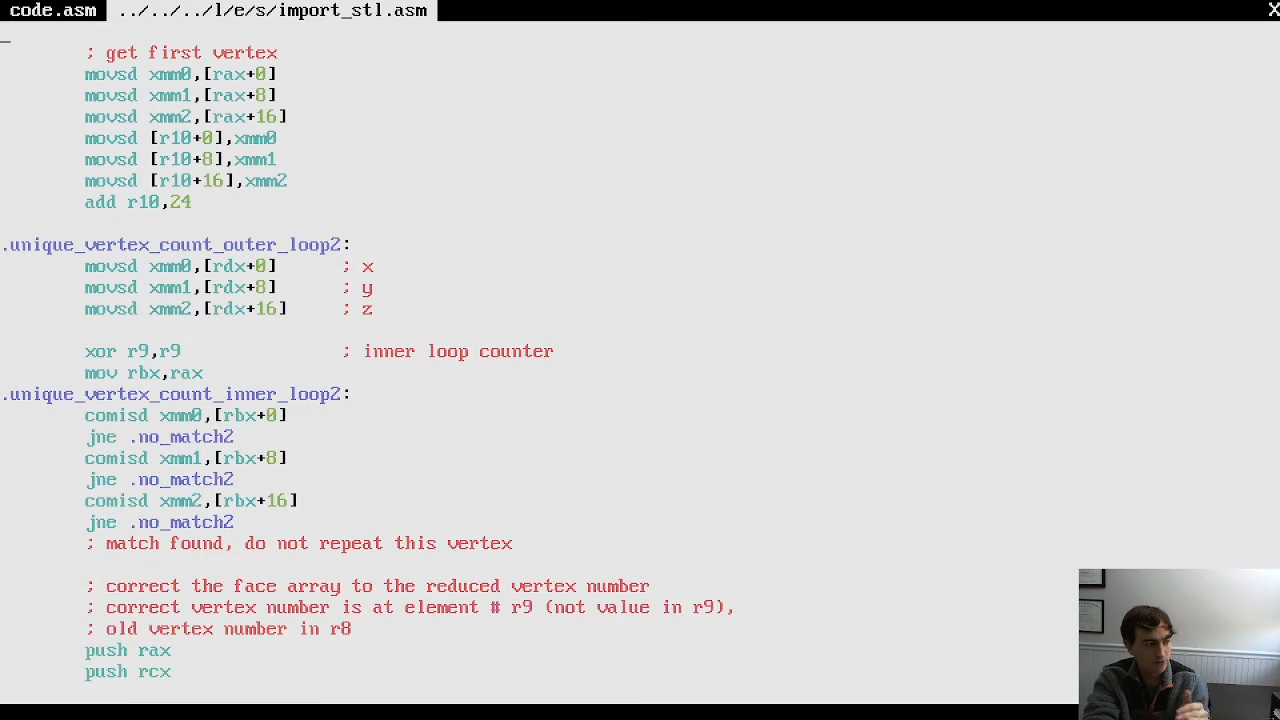 code.asm ../../../l/e/s/import_stl.asm X
; get first vertex
movsd xmm0,[rax+0]
movsd xmm1,[rax+8]
movsd xmm2,[rax+16]
movsd [r10+0],xmm0
movsd [r10+8],xmm1
movsd [r10+16],xmm2
add r10,24
.unique_vertex_count_outer_loop2:
movsd xmm0,[rdx+0] ; x
movsd xmm1,[rdx+8] ; y
movsd xmm2,[rdx+16] ; z
xor r9,r9 ; inner loop counter
mov rbx,rax
.unique_vertex_count_inner_loop2:
comisd xmm0,[rbx+0]
jne .no_match2
comisd xmm1,[rbx+8]
jne .no_match2
comisd xmm2,[rbx+16]
jne .no_match2
; match found, do not repeat this vertex
; correct the face array to the reduced vertex number
; correct vertex number is at element # r9 (not value in r9),
; old vertex number in r8
push rax
push rcx